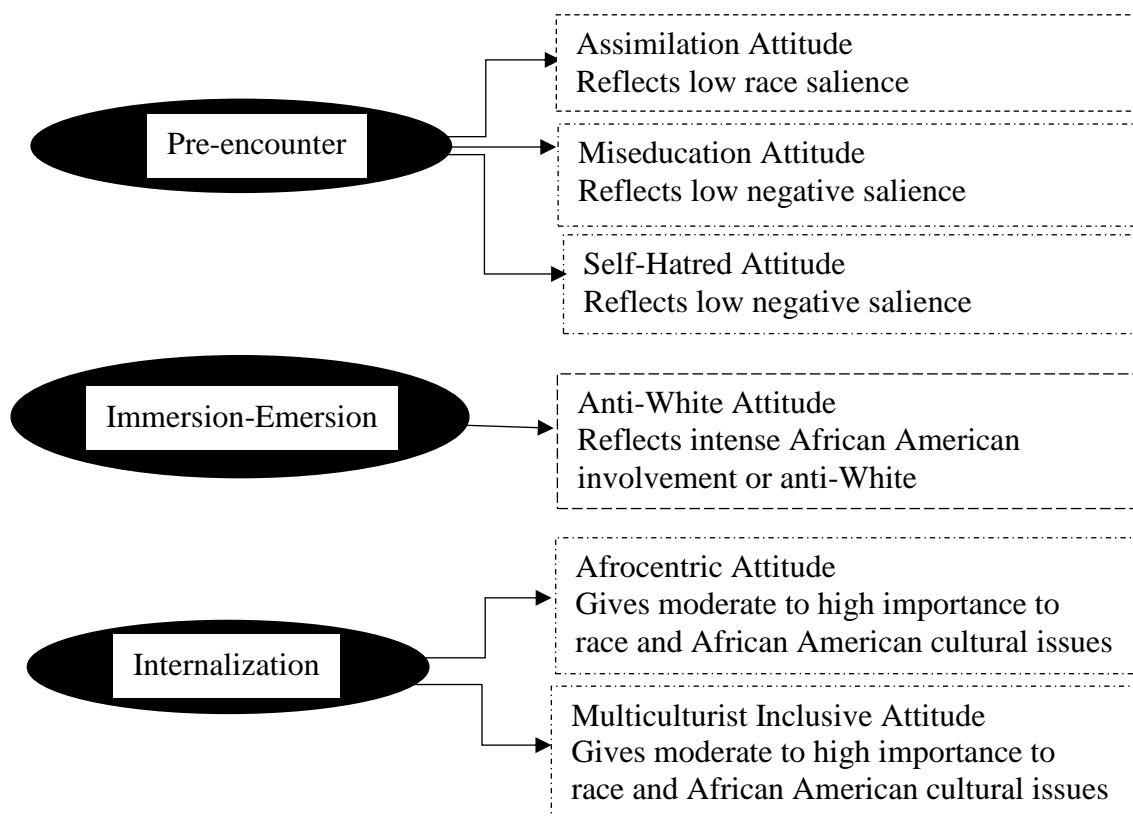 Assimilation Attitude
Reflects low race salience
Pre-encounter
Miseducation Attitude
Reflects low negative salience
Self-Hatred Attitude
Reflects low negative salience
Immersion-Emersion
Anti-White Attitude
Reflects intense African American
involvement or anti-White
Internalization
Afrocentric Attitude
Gives moderate to high importance to
race and African American cultural issues
Multiculturist Inclusive Attitude
Gives moderate to high importance to
race and African American cultural issues